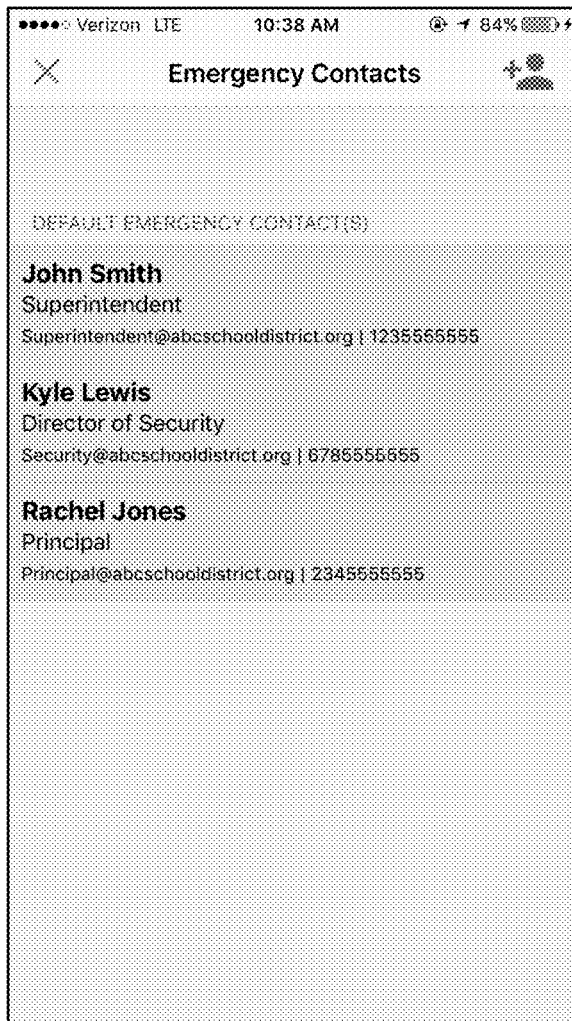 Verizon LTE 10:38 AM 84%
Emergency Contacts
DEFAULT EMERGENCY CONTACT(S)
John Smith
Superintendent
Superintendent@abcschooldistrict.org | 1235555555
Kyle Lewis
Director of Security
Security@abcschooldistrict.org | 6785555555
Rachel Jones
Principal
Principal@abcschooldistrict.org | 2345555555